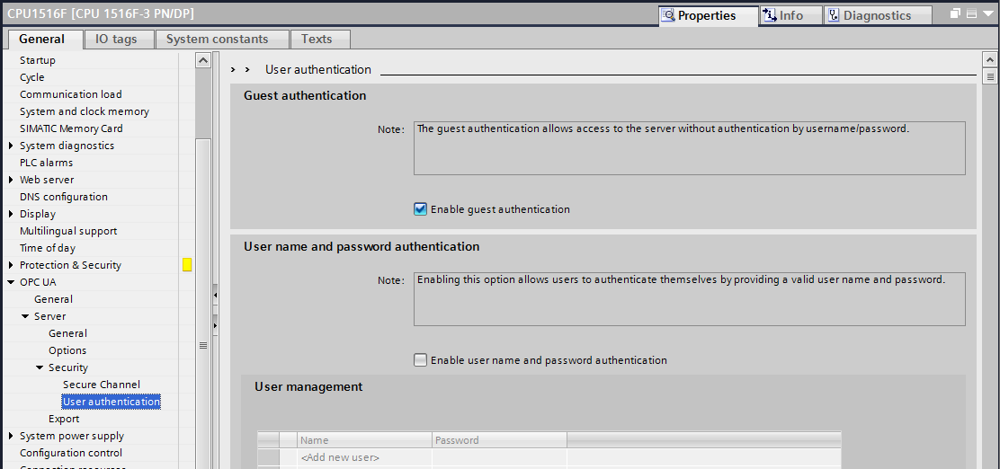 CPU1516F [CPU 1516F-3 PN/DP]
Properties
Info
Diagnostics
General
IO tags
System constants
Texts
Startup
Cycle
Communication load
System and clock memory
SIMATIC Memory Card
System diagnostics
PLC alarms
Web server
DNS configuration
Display
Multilingual support
Time of day
Protection & Security
OPC UA
General
Server
General
Options
Security
Secure Channel
User authentication
Export
System power supply
Configuration control
Connection resources
> > User authentication
Guest authentication
Note: The guest authentication allows access to the server without authentication by username/password.
Enable guest authentication
User name and password authentication
Note: Enabling this option allows users to authenticate themselves by providing a valid user name and password.
Enable user name and password authentication
User management
Name Password
<Add new user>